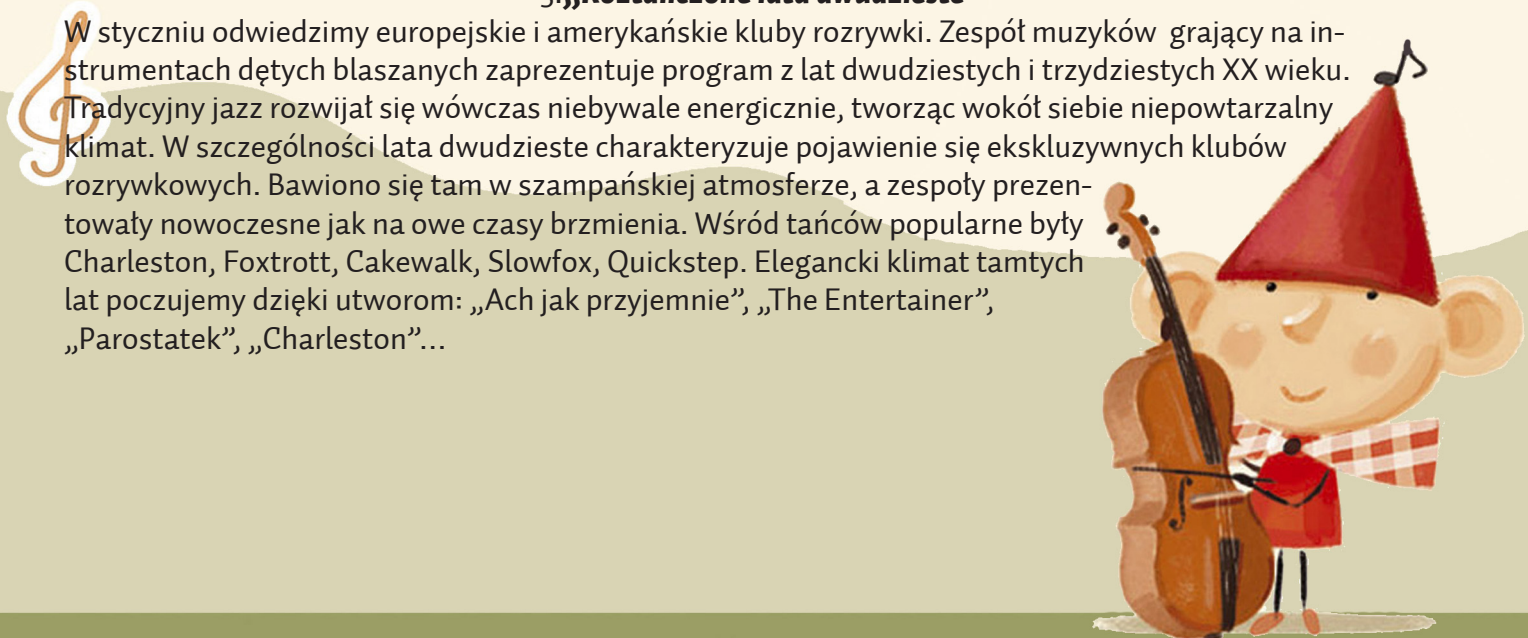 „Roztańczone lata dwudzieste”
W styczniu odwiedzimy europejskie i amerykańskie kluby rozrywki. Zespół muzyków  grający na in-
strumentach dętych blaszanych zaprezentuje program z lat dwudziestych i trzydziestych XX wieku.
Tradycyjny jazz rozwijał się wówczas niebywale energicznie, tworząc wokół siebie niepowtarzalny
klimat. W szczególności lata dwudzieste charakteryzuje pojawienie się ekskluzywnych klubów
rozrywkowych. Bawiono się tam w szampańskiej atmosferze, a zespoły prezen-
towały nowoczesne jak na owe czasy brzmienia. Wśród tańców popularne były
Charleston, Foxtrott, Cakewalk, Slowfox, Quickstep. Elegancki klimat tamtych
lat poczujemy dzięki utworom: „Ach jak przyjemnie”, „The Entertainer”,
„Parostatek”, „Charleston”...